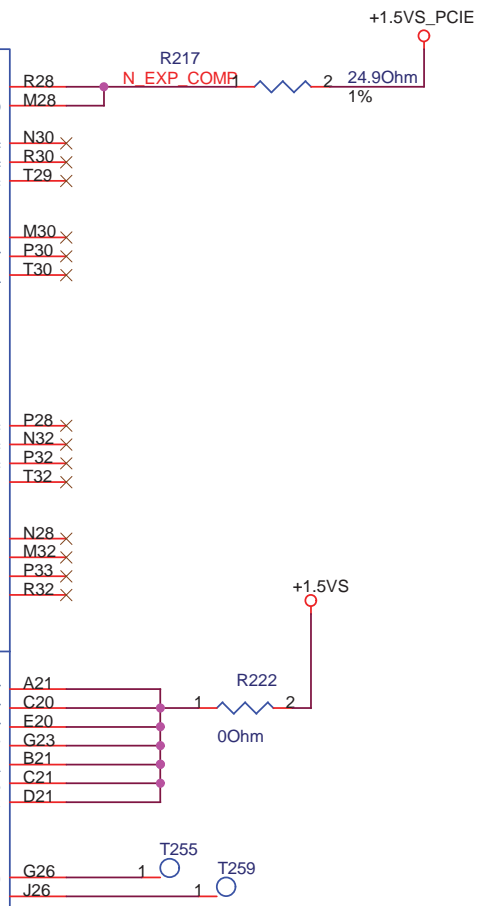 +1.5VS_PCIE
R217
R28 N_EXP_COMP 1 2 24.9Ohm
M28 1%
N30
R30
T29
M30
P30
T30
P28
N32
P32
T32
N28
M32
P33
R32
+1.5VS
A21 R222
C20 1 2
E20
G23 0Ohm
B21
C21
D21
T255
G26 1 T259
J26 1